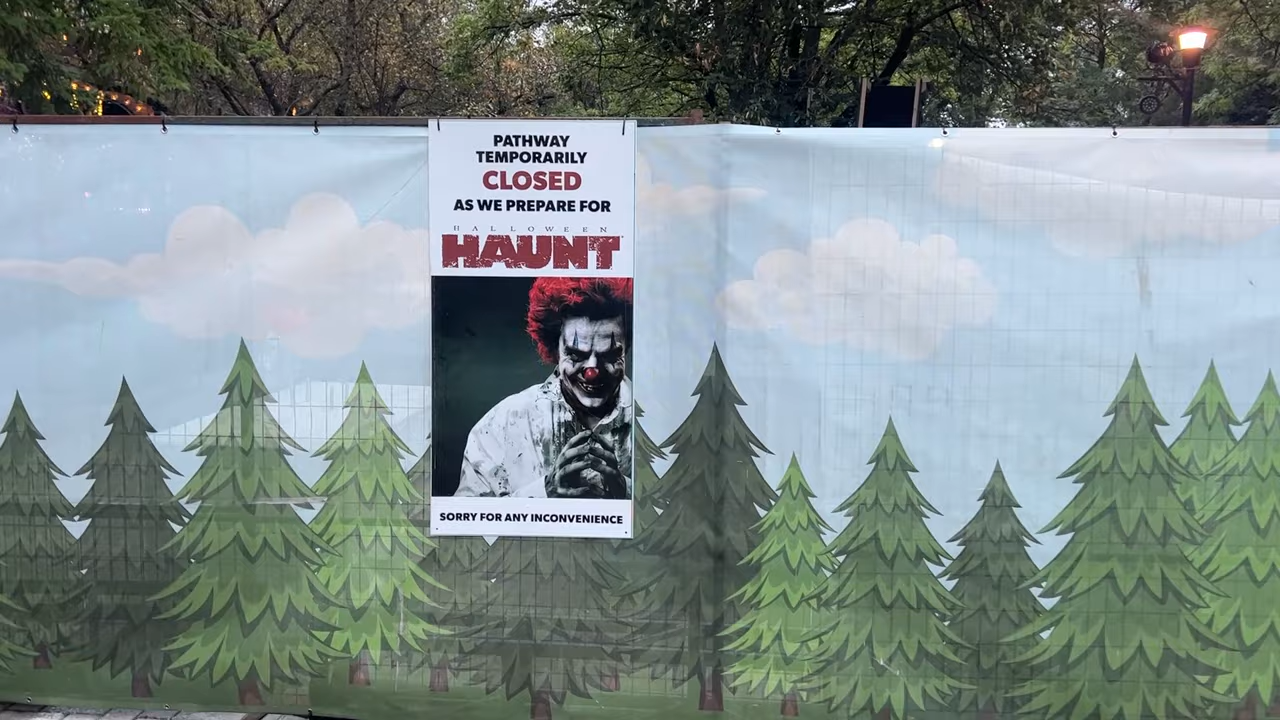 PATHWAY
TEMPORARILY
CLOSED
AS WE PREPARE FOR
HALLOWEEN
HAUNT
SORRY FOR ANY INCONVENIENCE